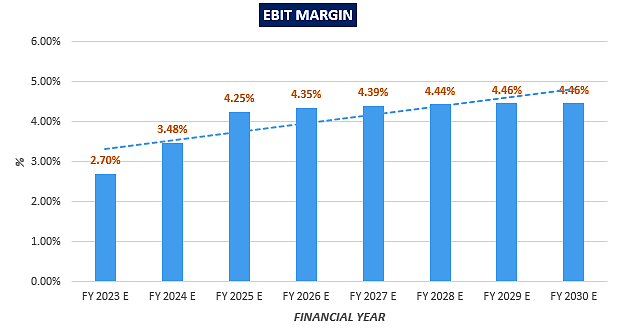 EBIT MARGIN
6.00%
5.00%
4.00%
3.00%
2.00%
1.00%
0.00%
%
2.70%
3.48%
4.25%
4.35%
4.39%
4.44%
4.46%
4.46%
FY 2023 E
FY 2024 E
FY 2025 E
FY 2026 E
FY 2027 E
FY 2028 E
FY 2029 E
FY 2030 E
FINANCIAL YEAR